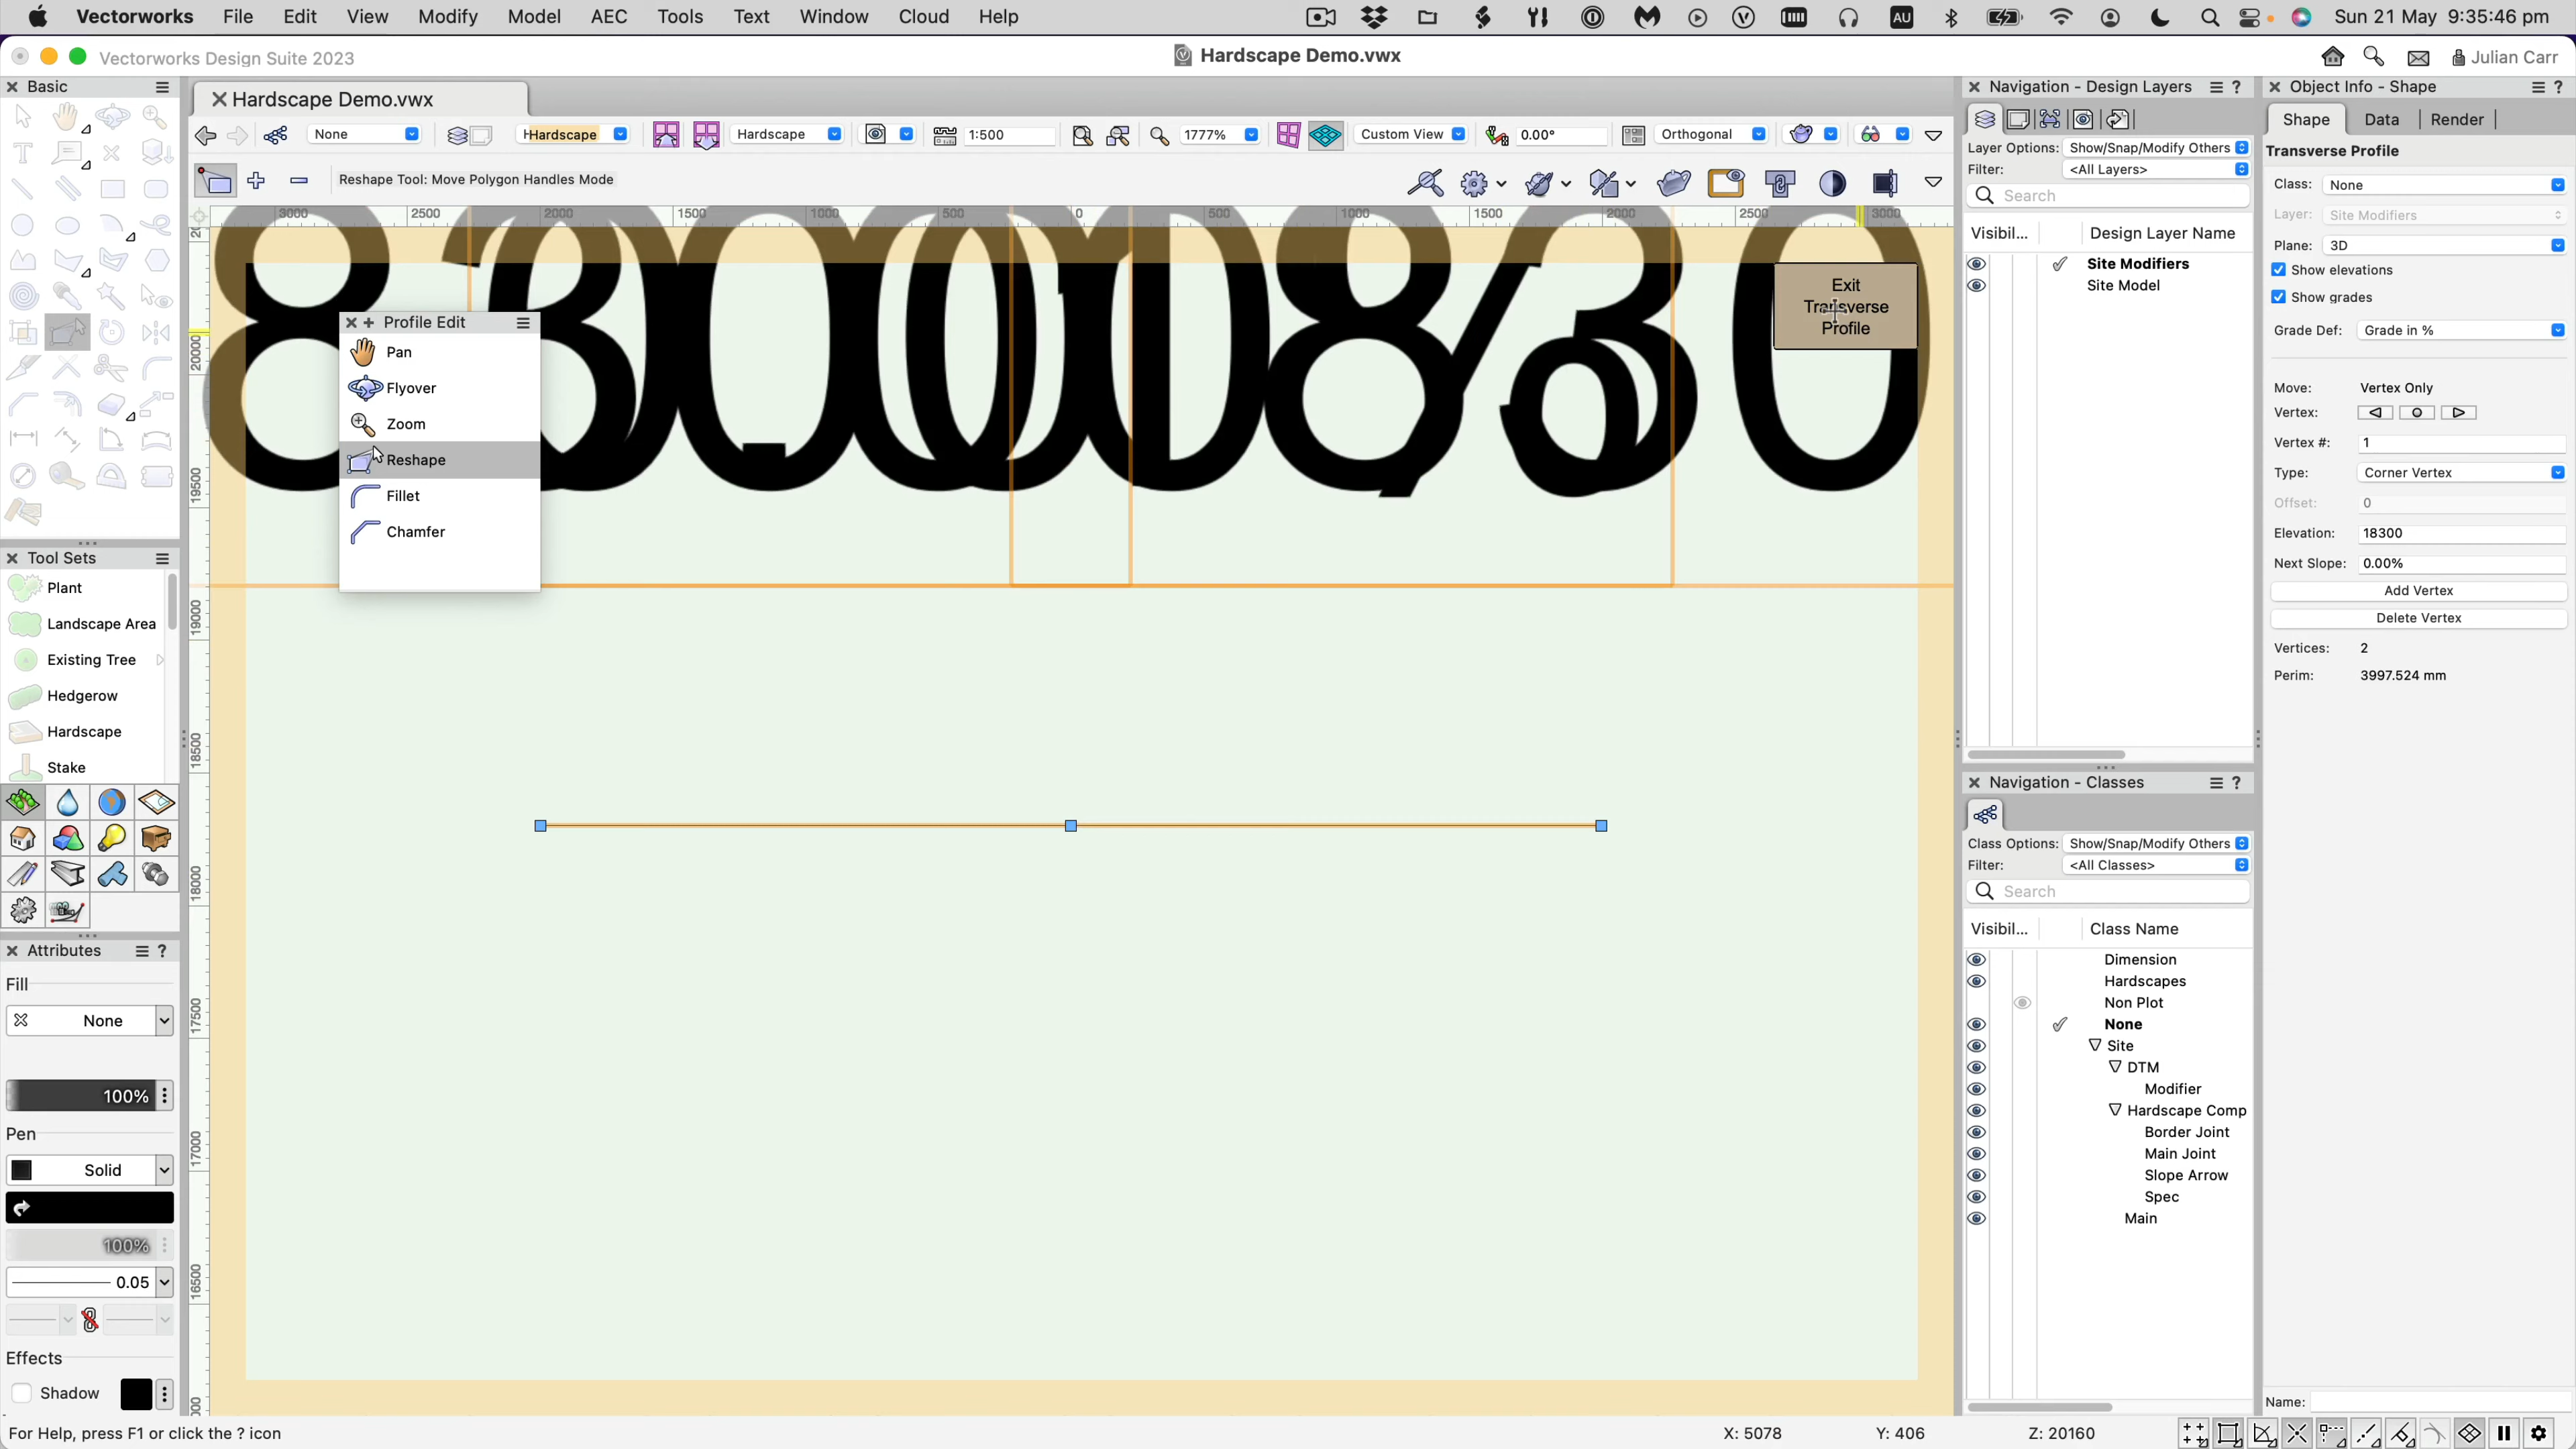 Vectorworks File Edit View Modify Model AEC Tools Text Window Cloud Help AU Sun 21 May 9:35:46 pm
Vectorworks Design Suite 2023 Hardscape Demo.vwx Julian Carr
Basic
Hardscape Demo.vwx
None Hardscape Hardscape 1:500 1777% Custom View 0.00° Orthogonal
Reshape Tool: Move Polygon Handles Mode
3000 2500 2000 1500 1000 500 0 500 1000 1500 2000 2500 3000
20000
19500
19000
18500
18000
17500
17000
16500
Exit
Transverse
Profile
Profile Edit
Pan
Flyover
Zoom
Reshape
Fillet
Chamfer
Tool Sets
Plant
Landscape Area
Existing Tree
Hedgerow
Hardscape
Stake
Attributes
Fill
None
100%
Pen
Solid
100%
0.05
Effects
Shadow
Navigation - Design Layers
Layer Options: Show/Snap/Modify Others
Filter: <All Layers>
Search
Visibil... Design Layer Name
Site Modifiers
Site Model
Navigation - Classes
Class Options: Show/Snap/Modify Others
Filter: <All Classes>
Search
Visibil... Class Name
Dimension
Hardscapes
Non Plot
None
Site
DTM
Modifier
Hardscape Comp
Border Joint
Main Joint
Slope Arrow
Spec
Main
Object Info - Shape
Shape Data Render
Transverse Profile
Class: None
Layer: Site Modifiers
Plane: 3D
Show elevations
Show grades
Grade Def: Grade in %
Move: Vertex Only
Vertex:
Vertex #: 1
Type: Corner Vertex
Offset: 0
Elevation: 18300
Next Slope: 0.00%
Add Vertex
Delete Vertex
Vertices: 2
Perim: 3997.524 mm
Name:
For Help, press F1 or click the ? icon X: 5078 Y: 406 Z: 20160